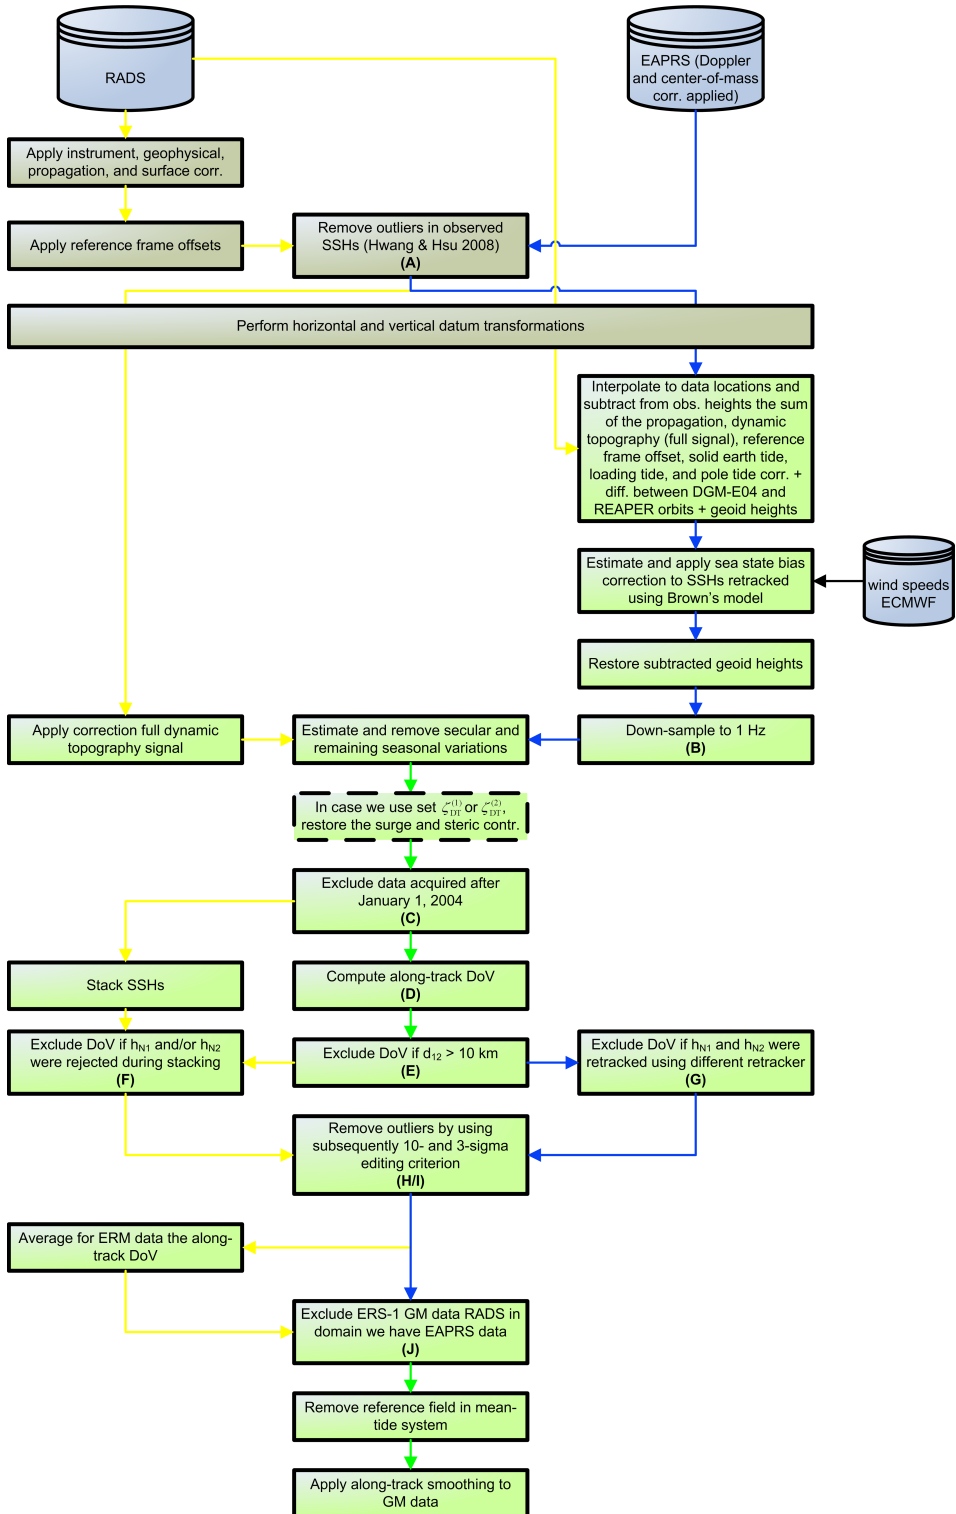 RADS
EAPRS (Doppler
and center-of-mass
corr. applied)
Apply instrument, geophysical,
propagation, and surface corr.
Apply reference frame offsets
Remove outliers in observed
SSHs (Hwang & Hsu 2008)
(A)
Perform horizontal and vertical datum transformations
Interpolate to data locations and
subtract from obs. heights the sum
of the propagation, dynamic
topography (full signal), reference
frame offset, solid earth tide,
loading tide, and pole tide corr. +
diff. between DGM-E04 and
REAPER orbits + geoid heights
Estimate and apply sea state bias
correction to SSHs retracked
using Brown's model
wind speeds
ECMWF
Restore subtracted geoid heights
Apply correction full dynamic
topography signal
Estimate and remove secular and
remaining seasonal variations
Down-sample to 1 Hz
(B)
In case we use set ζ_DT^(1) or ζ_DT^(2),
restore the surge and steric contr.
Exclude data acquired after
January 1, 2004
(C)
Stack SSHs
Compute along-track DoV
(D)
Exclude DoV if h_N1 and/or h_N2
were rejected during stacking
(F)
Exclude DoV if d_12 > 10 km
(E)
Exclude DoV if h_N1 and h_N2 were
retracked using different retracker
(G)
Remove outliers by using
subsequently 10- and 3-sigma
editing criterion
(H/I)
Average for ERM data the along-
track DoV
Exclude ERS-1 GM data RADS in
domain we have EAPRS data
(J)
Remove reference field in mean-
tide system
Apply along-track smoothing to
GM data